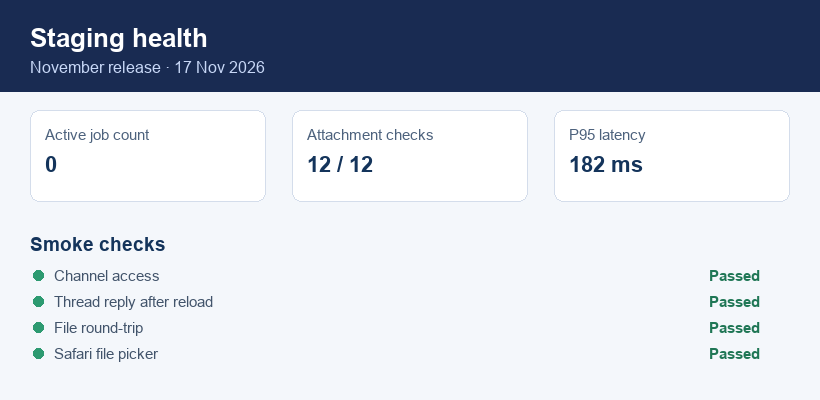 Staging health
November release · 17 Nov 2026
Active job count
0
Attachment checks
12 / 12
P95 latency
182 ms
Smoke checks
Channel access Passed
Thread reply after reload Passed
File round-trip Passed
Safari file picker Passed